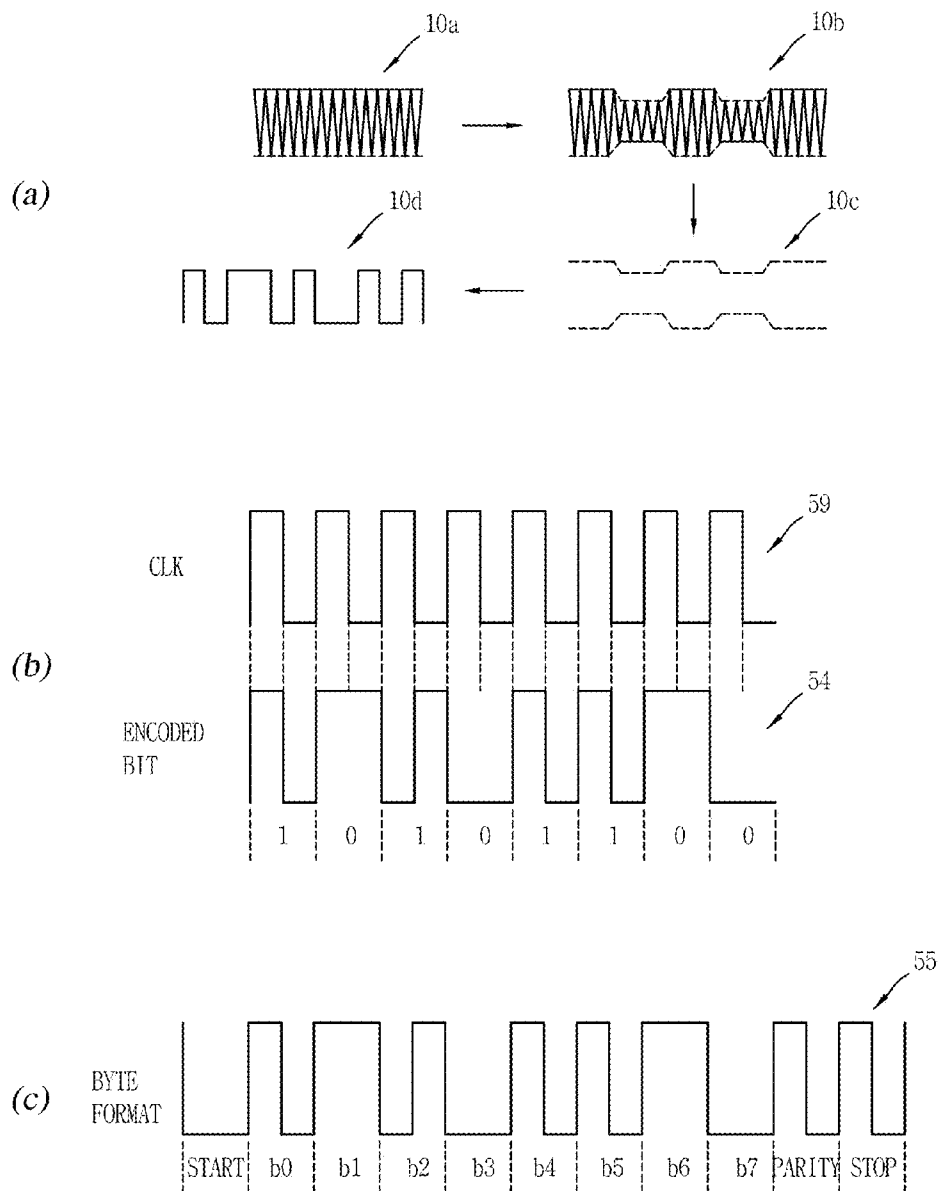 10a
10b
(a)
10d
10c
59
CLK
(b)
54
ENCODED
BIT
1 0 1 0 1 1 0 0
55
(c)
BYTE
FORMAT
START b0 b1 b2 b3 b4 b5 b6 b7 PARITY STOP